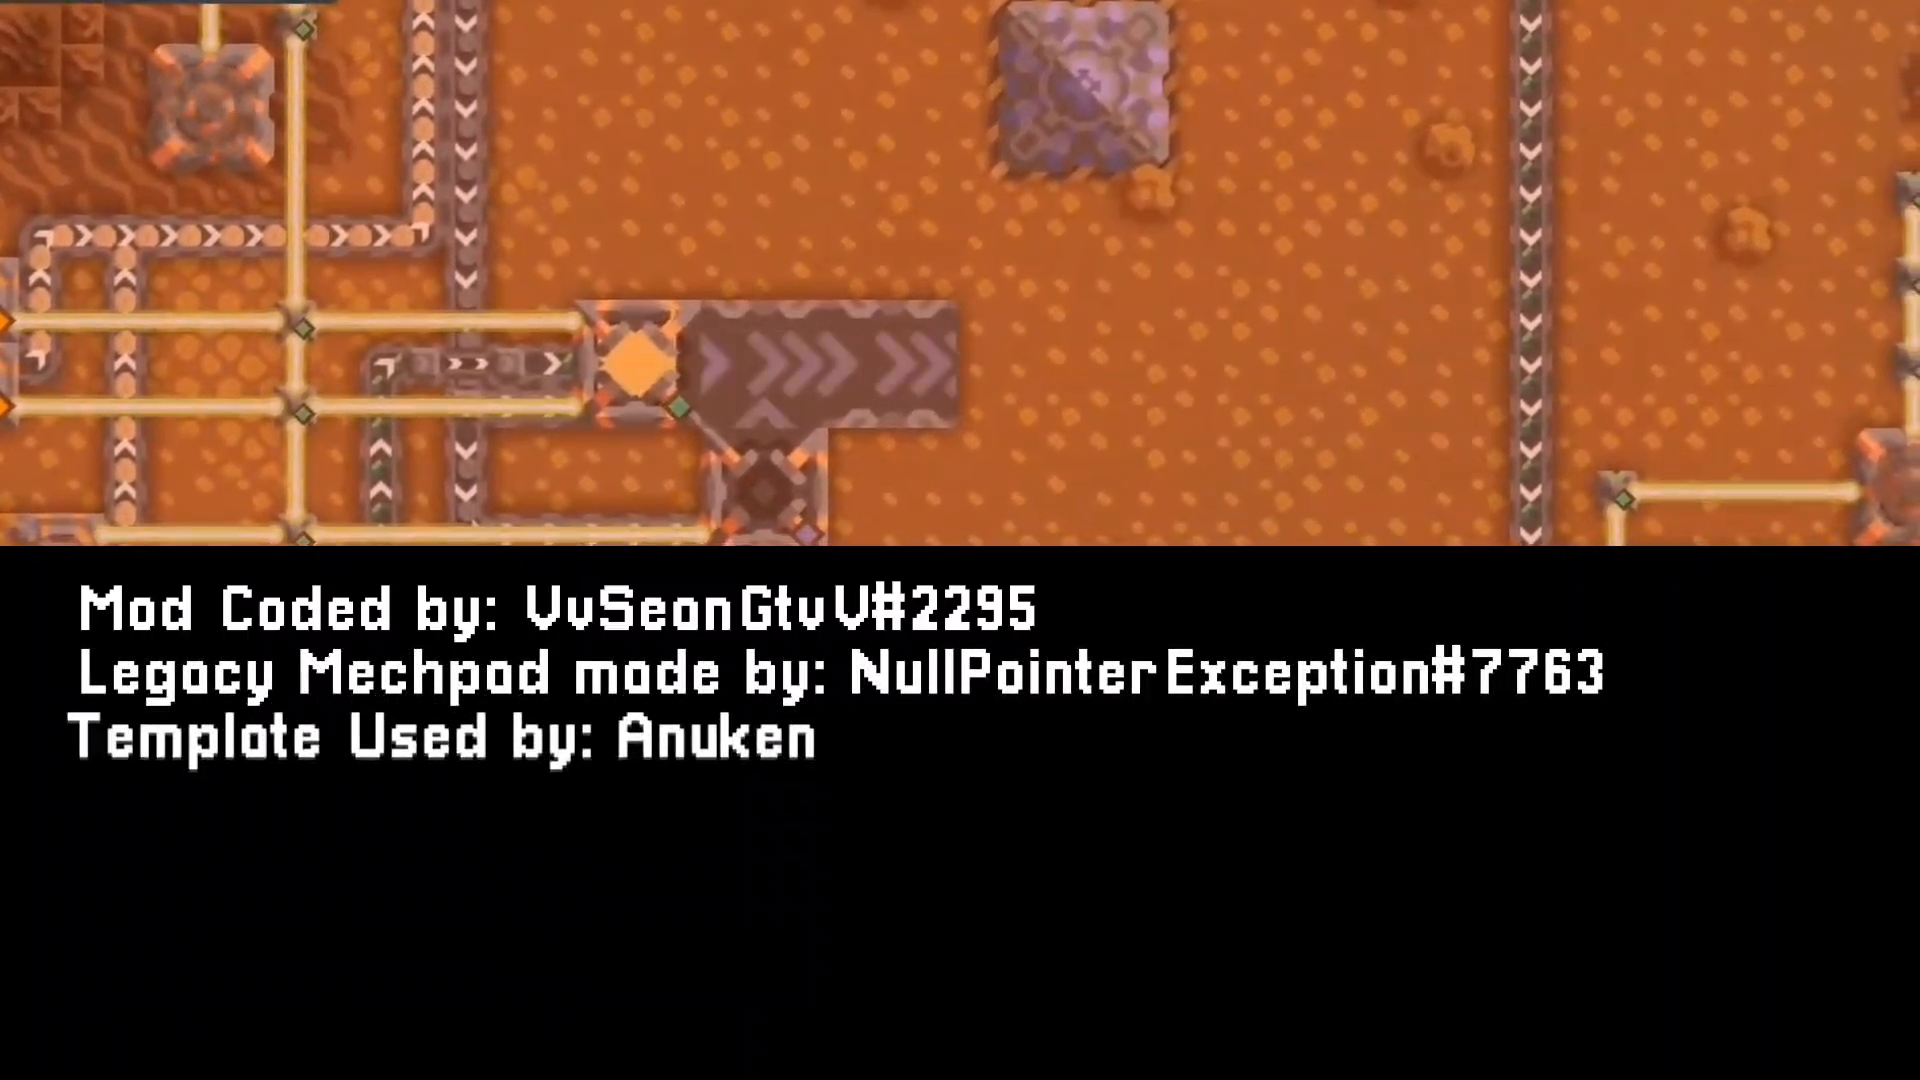 Mod Coded by: VvSeanGtvV#2295
Legacy Mechpad made by: NullPointerException#7763
Template Used by: Anuken